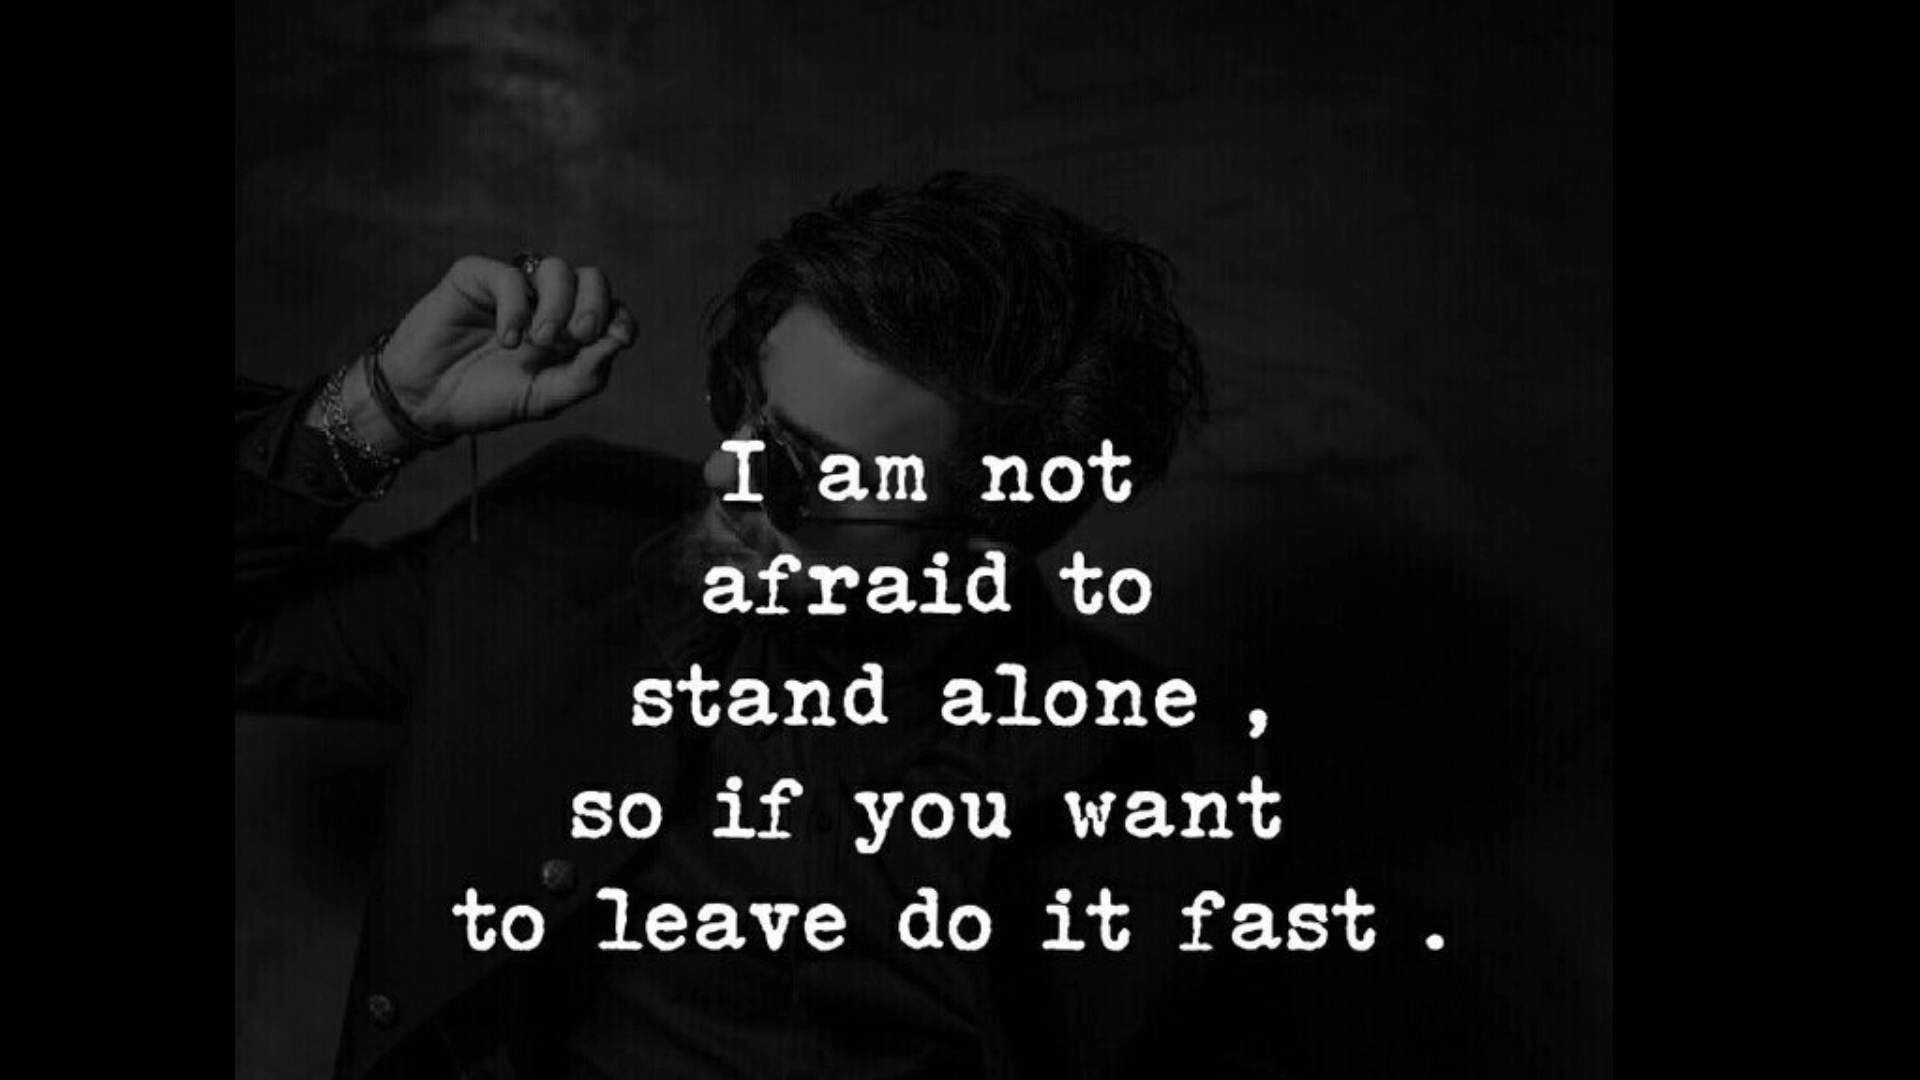 I am not
afraid to
stand alone ,
so if you want
to leave do it fast .